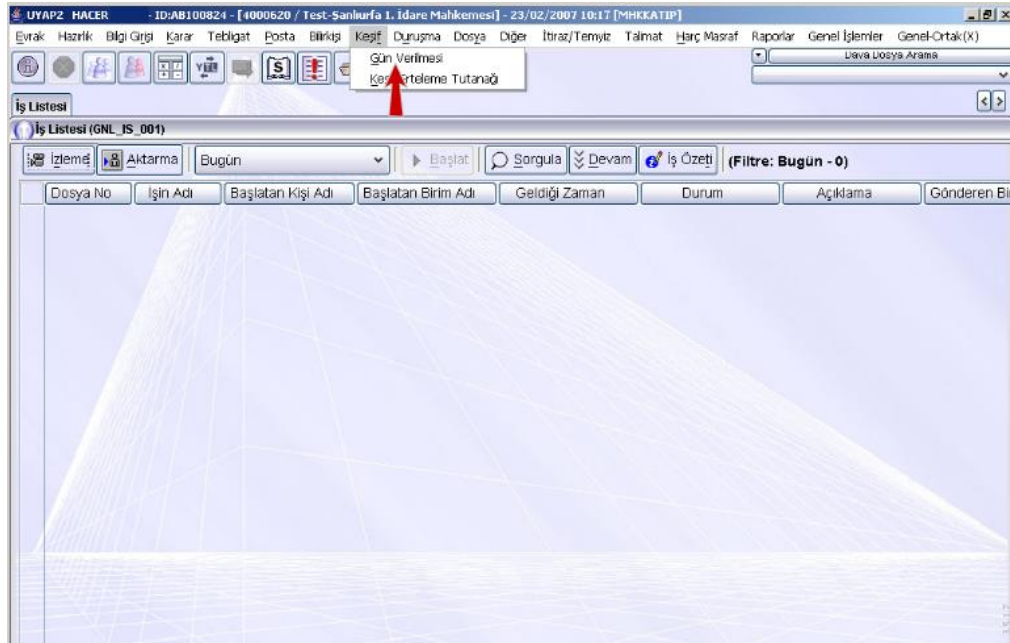 UYAP2 HACER - ID:AB100824 - [4000620 / Test-Şanlıurfa 1. İdare Mahkemesi] - 23/02/2007 10:17 [MHKKATIP]
Evrak Hazırlık Bilgi Girişi Karar Tebligat Posta Bilirkişi Keşif Duruşma Dosya Diğer İtiraz/Temyiz Talimat Harç Masraf Raporlar Genel İşlemler Genel-Ortak(X)
Gün Verilmesi
Dava Dosya Arama
Erteleme Tutanağı
İş Listesi
İş Listesi (GNL_IS_001)
İzleme Aktarma Bugün Başlat Sorgula Devam İş Özeti (Filtre: Bugün - 0)
Dosya No İşin Adı Başlatan Kişi Adı Başlatan Birim Adı Geldiği Zaman Durum Açıklama Gönderen Bi